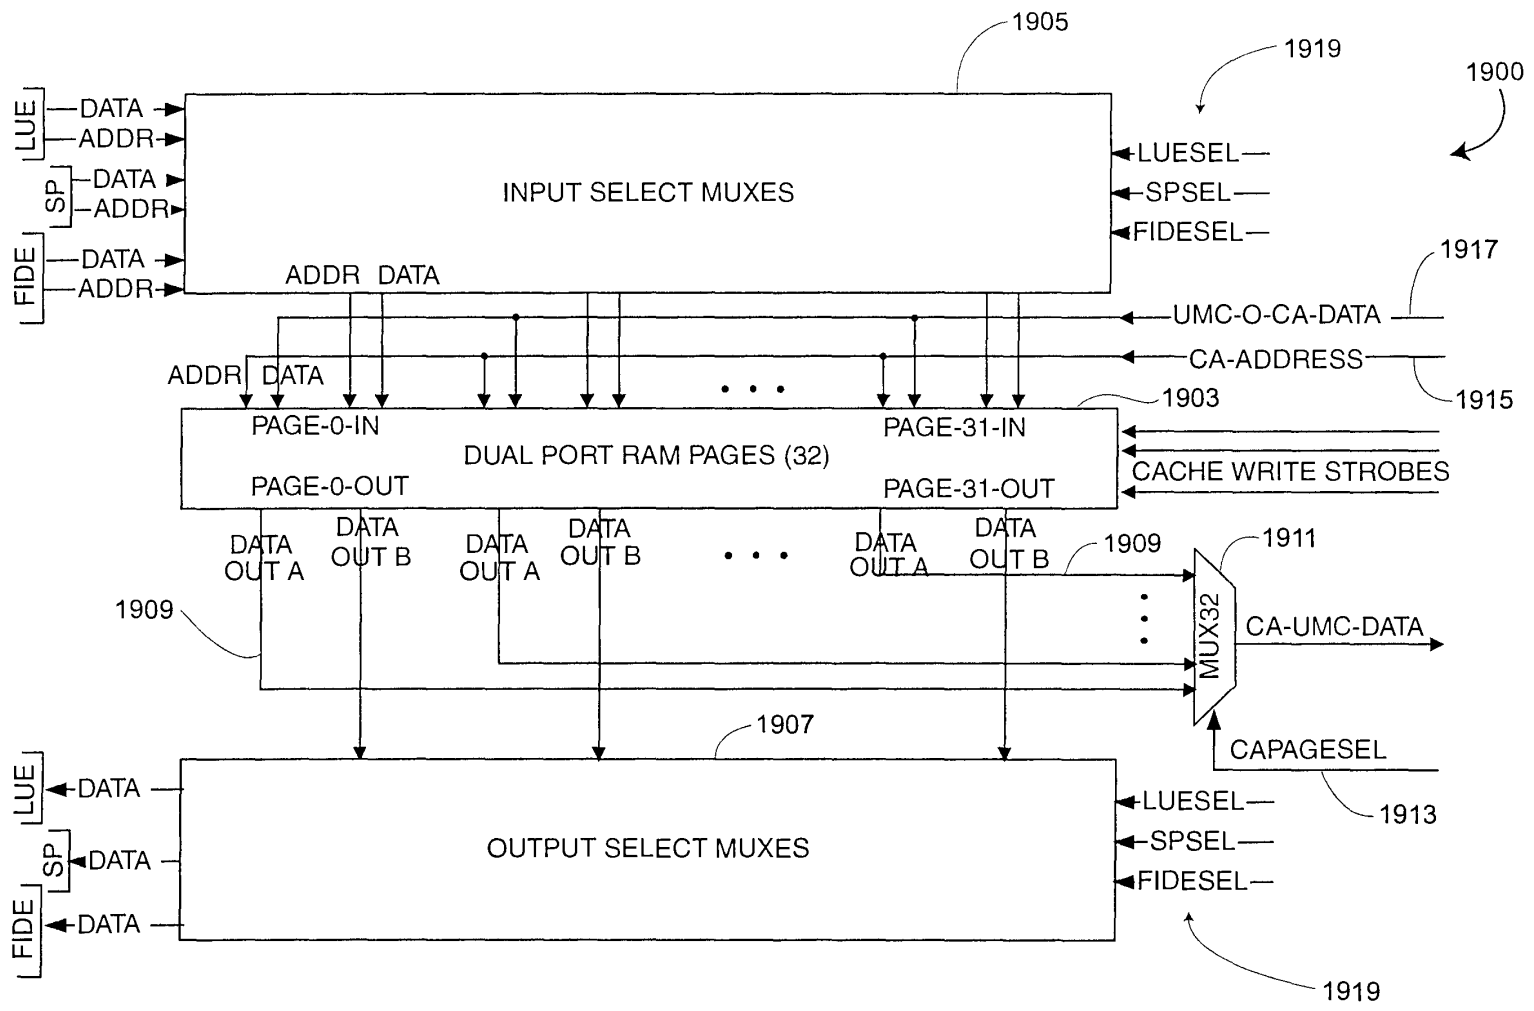 1905
1919
1900
LUE
DATA
ADDR
SP
DATA
ADDR
FIDE
DATA
ADDR
INPUT SELECT MUXES
LUESEL
SPSEL
FIDESEL
ADDR DATA
1917
UMC-O-CA-DATA
CA-ADDRESS
1915
ADDR DATA
• • •
1903
PAGE-0-IN
PAGE-31-IN
DUAL PORT RAM PAGES (32)
PAGE-0-OUT
PAGE-31-OUT
CACHE WRITE STROBES
DATA
OUT A
DATA
OUT B
DATA
OUT A
DATA
OUT B
• • •
DATA
OUT A
DATA
OUT B
1909
1911
1909
MUX32
CA-UMC-DATA
1907
CAPAGESEL
1913
LUE
DATA
SP
DATA
FIDE
DATA
OUTPUT SELECT MUXES
LUESEL
SPSEL
FIDESEL
1919